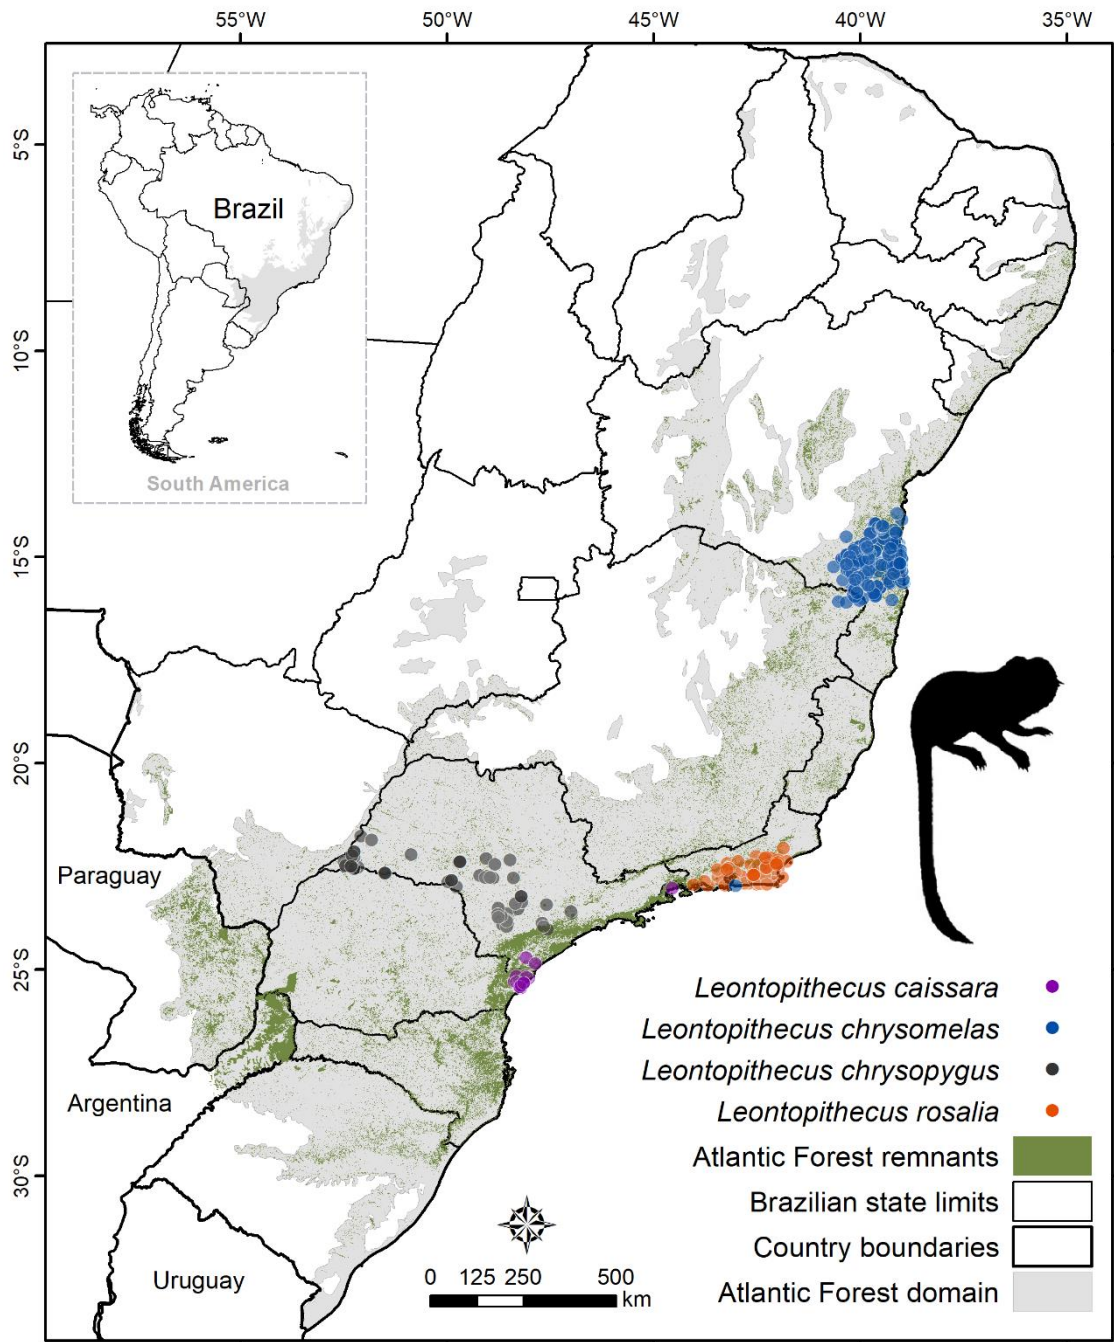 55°W 50°W 45°W 40°W 35°W
5°S
10°S
15°S
20°S
25°S
30°S
Brazil
South America
Paraguay
Argentina
Uruguay
Leontopithecus caissara
Leontopithecus chrysomelas
Leontopithecus chrysopygus
Leontopithecus rosalia
Atlantic Forest remnants
Brazilian state limits
Country boundaries
Atlantic Forest domain
0 125 250 500
km